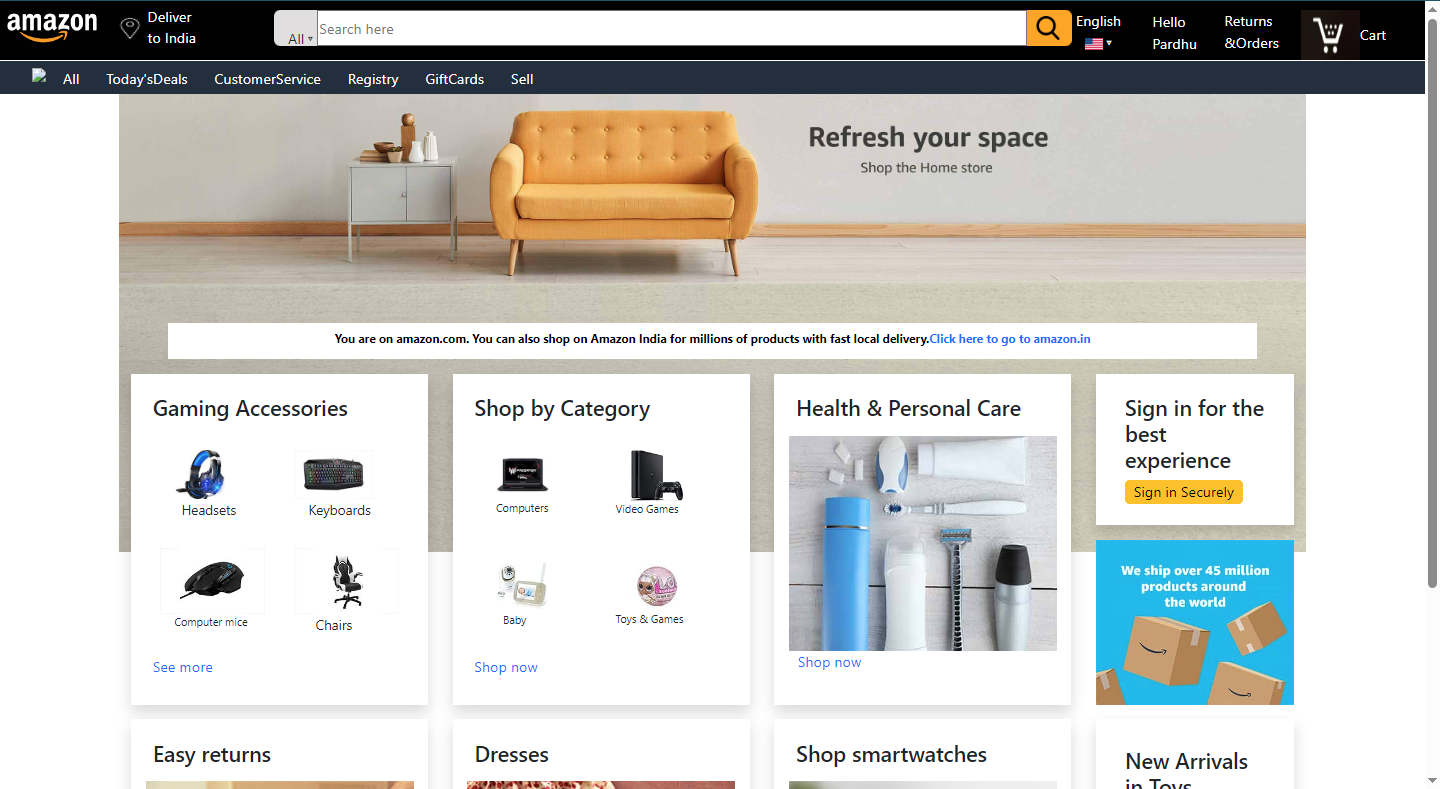 amazon
Deliver
to India
All
Search here
English
Hello
Pardhu
Returns
&Orders
Cart
All Today'sDeals CustomerService Registry GiftCards Sell
Refresh your space
Shop the Home store
You are on amazon.com. You can also shop on Amazon India for millions of products with fast local delivery.Click here to go to amazon.in
Gaming Accessories
Headsets
Keyboards
Computer mice
Chairs
See more
Shop by Category
PREDATOR
Computers
Video Games
Baby
Toys & Games
Shop now
Health & Personal Care
Shop now
Sign in for the
best
experience
Sign in Securely
We ship over 45 million
products around
the world
Easy returns
Dresses
Shop smartwatches
New Arrivals
in Toys